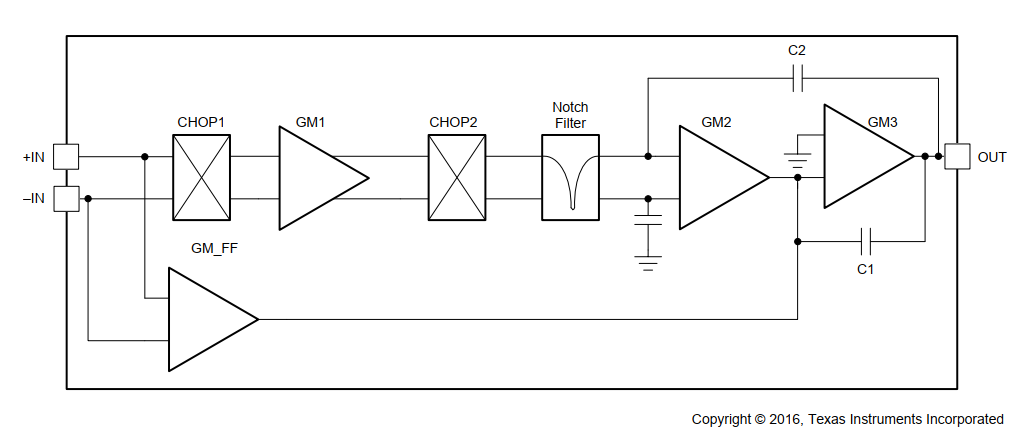 C2
Notch
Filter
CHOP1
GM1
CHOP2
GM2
GM3
+IN
OUT
–IN
GM_FF
C1
Copyright © 2016, Texas Instruments Incorporated